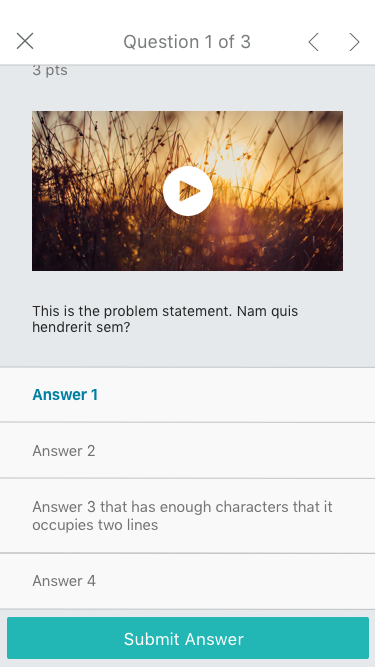 Question 1 of 3
3 pts
This is the problem statement. Nam quis
hendrerit sem?
Answer 1
Answer 2
Answer 3 that has enough characters that it
occupies two lines
Answer 4
Submit Answer